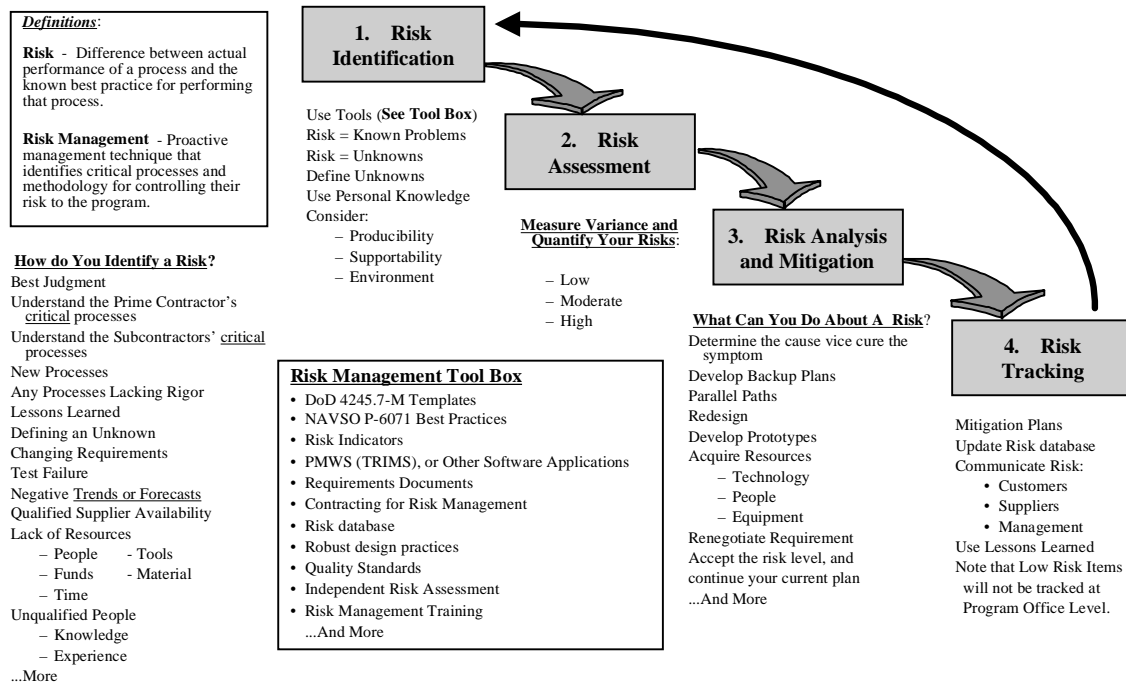 Definitions:
Risk - Difference between actual
performance of a process and the
known best practice for performing
that process.
Risk Management - Proactive
management technique that
identifies critical processes and
methodology for controlling their
risk to the program.
How do You Identify a Risk?
Best Judgment
Understand the Prime Contractor's
critical processes
Understand the Subcontractors' critical
processes
New Processes
Any Processes Lacking Rigor
Lessons Learned
Defining an Unknown
Changing Requirements
Test Failure
Negative Trends or Forecasts
Qualified Supplier Availability
Lack of Resources
– People - Tools
– Funds - Material
– Time
Unqualified People
– Knowledge
– Experience
...More
1. Risk
Identification
Use Tools (See Tool Box)
Risk = Known Problems
Risk = Unknowns
Define Unknowns
Use Personal Knowledge
Consider:
– Producibility
– Supportability
– Environment
2. Risk
Assessment
Measure Variance and
Quantify Your Risks:
– Low
– Moderate
– High
Risk Management Tool Box
• DoD 4245.7-M Templates
• NAVSO P-6071 Best Practices
• Risk Indicators
• PMWS (TRIMS), or Other Software Applications
• Requirements Documents
• Contracting for Risk Management
• Risk database
• Robust design practices
• Quality Standards
• Independent Risk Assessment
• Risk Management Training
...And More
3. Risk Analysis
and Mitigation
What Can You Do About A Risk?
Determine the cause vice cure the
symptom
Develop Backup Plans
Parallel Paths
Redesign
Develop Prototypes
Acquire Resources
– Technology
– People
– Equipment
Renegotiate Requirement
Accept the risk level, and
continue your current plan
...And More
4. Risk
Tracking
Mitigation Plans
Update Risk database
Communicate Risk:
• Customers
• Suppliers
• Management
Use Lessons Learned
Note that Low Risk Items
will not be tracked at
Program Office Level.